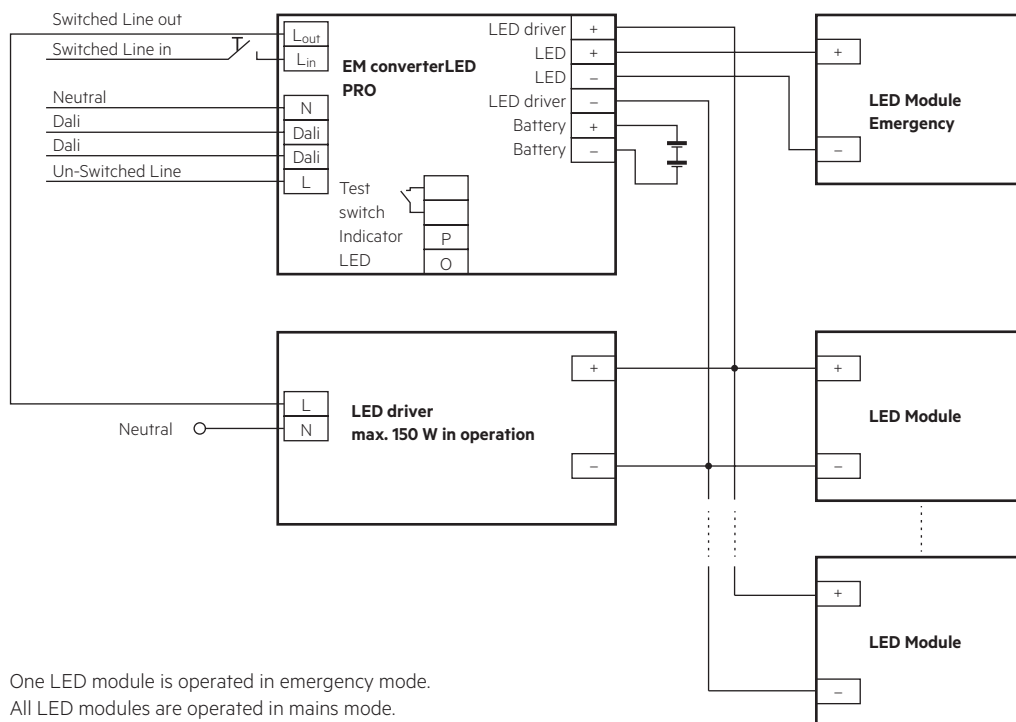 Switched Line out
Switched Line in
Neutral
Dali
Dali
Un-Switched Line
Lout
Lin
N
Dali
Dali
L
EM converterLED
PRO
Test
switch
Indicator
LED
P
O
LED driver +
LED +
LED –
LED driver –
Battery +
Battery –
+
–
LED Module
Emergency
Neutral
L
N
LED driver
max. 150 W in operation
+
–
+
–
LED Module
+
–
LED Module
One LED module is operated in emergency mode.
All LED modules are operated in mains mode.